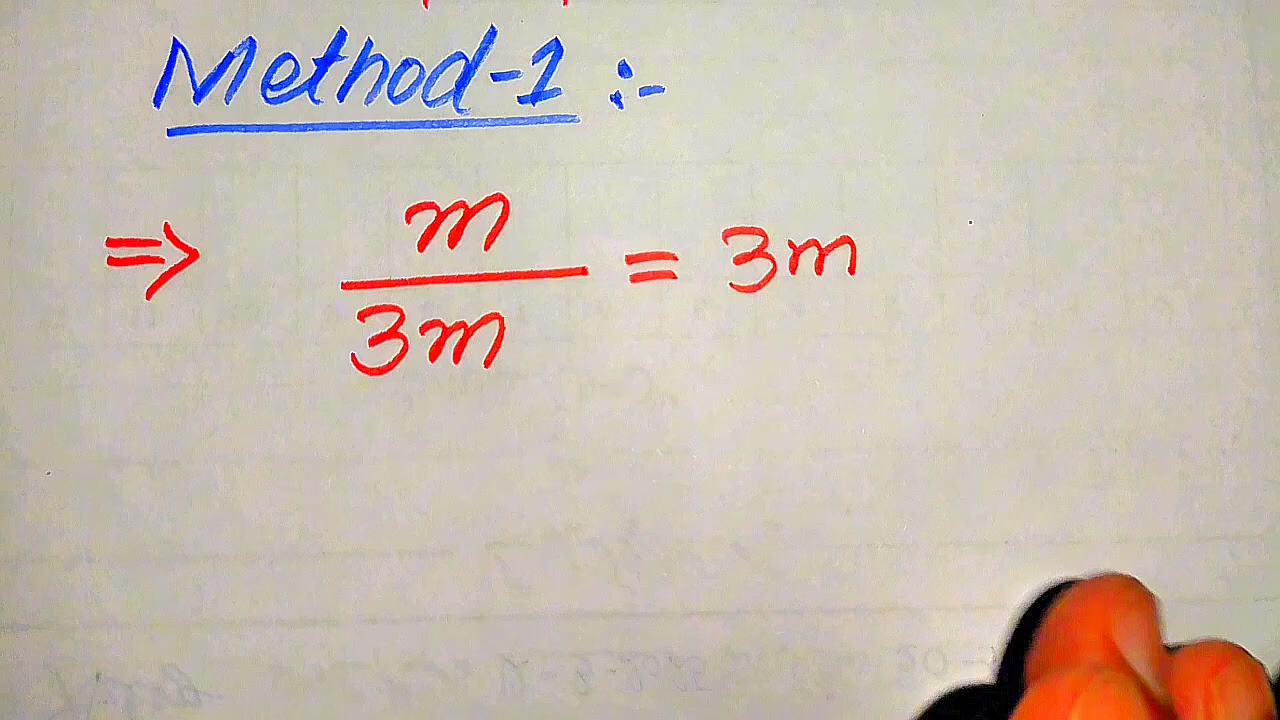 Method-1 :-
⇒ m/3m = 3m